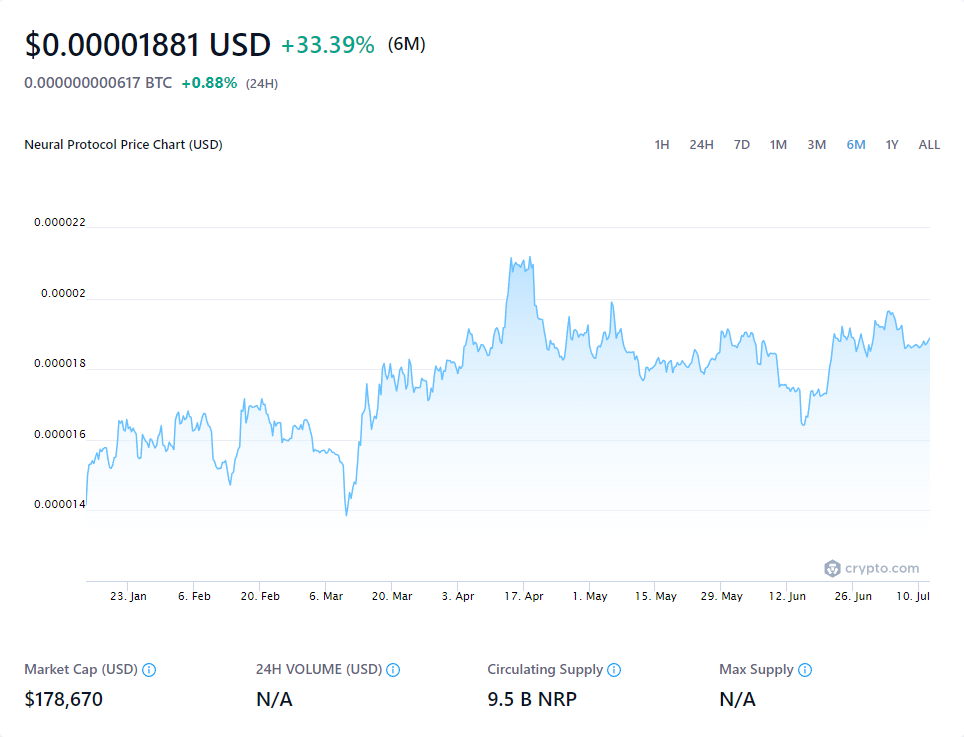 $0.00001881 USD +33.39% (6M)
0.000000000617 BTC +0.88% (24H)
Neural Protocol Price Chart (USD) 1H 24H 7D 1M 3M 6M 1Y ALL
0.000022
0.00002
0.000018
0.000016
0.000014
crypto.com
23. Jan 6. Feb 20. Feb 6. Mar 20. Mar 3. Apr 17. Apr 1. May 15. May 29. May 12. Jun 26. Jun 10. Jul
Market Cap (USD) 24H VOLUME (USD) Circulating Supply Max Supply
$178,670 N/A 9.5 B NRP N/A